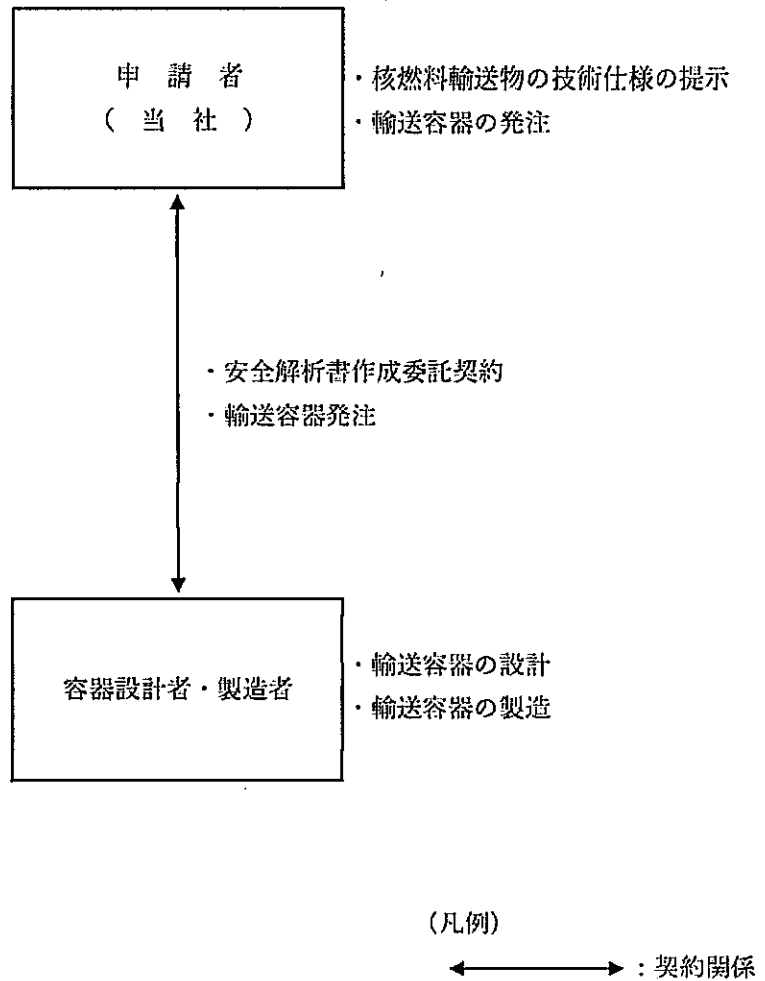 申請者
(当社)
・核燃料輸送物の技術仕様の提示
・輸送容器の発注
・安全解析書作成委託契約
・輸送容器発注
容器設計者・製造者
・輸送容器の設計
・輸送容器の製造
(凡例)
：契約関係